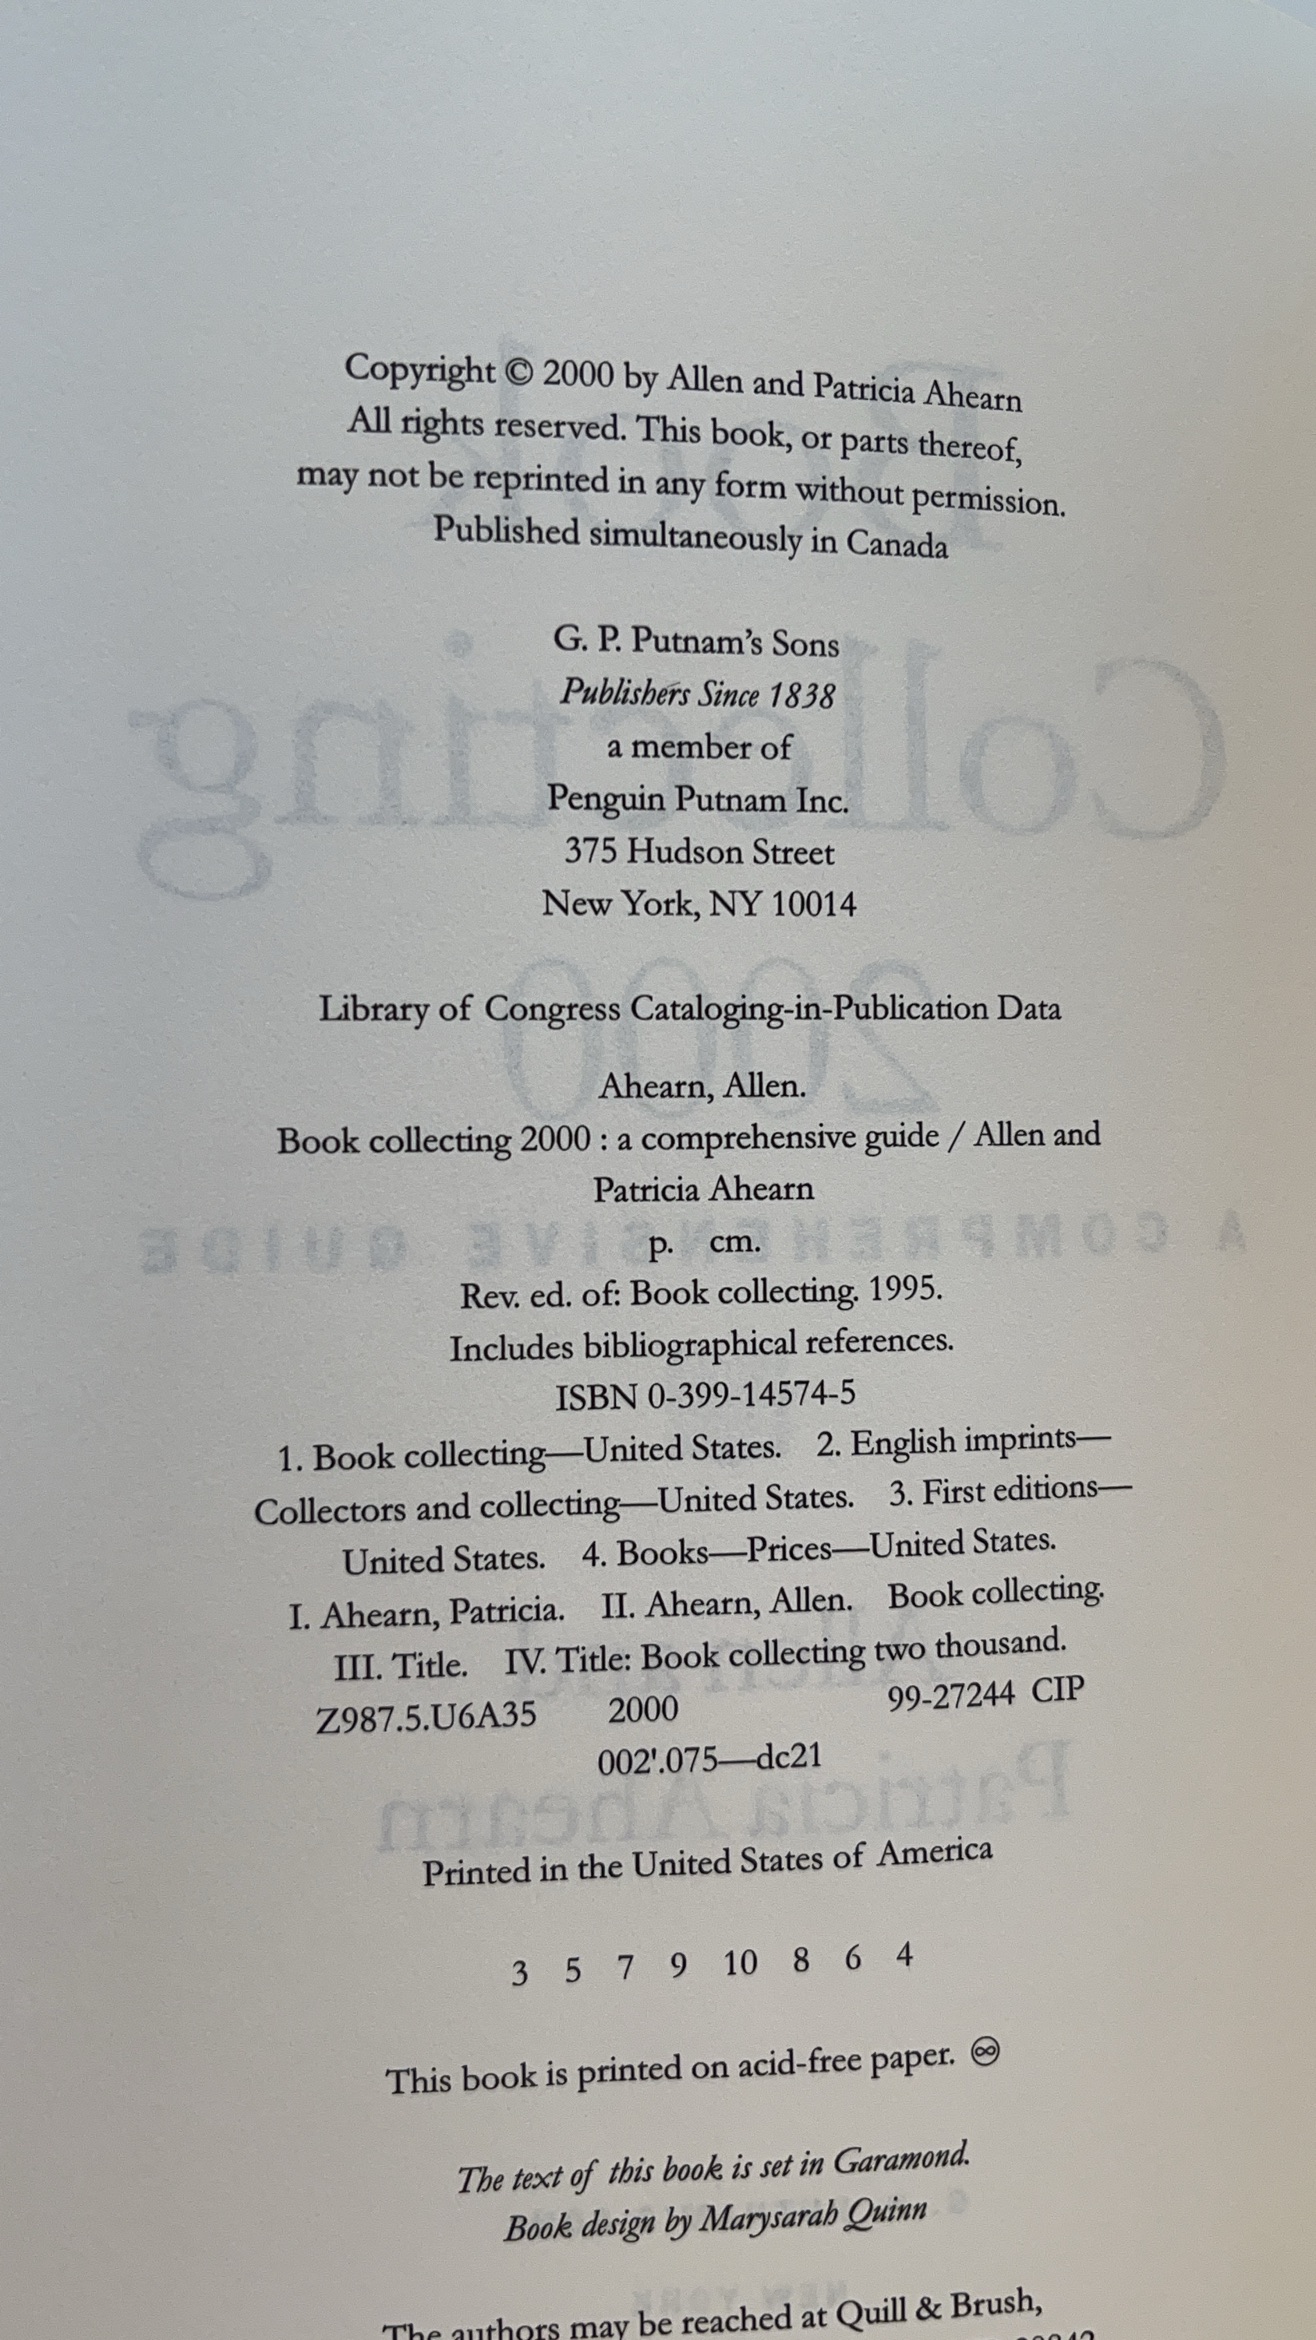 Copyright © 2000 by Allen and Patricia Ahearn
All rights reserved. This book, or parts thereof,
may not be reprinted in any form without permission.
Published simultaneously in Canada
G. P. Putnam's Sons
Publishers Since 1838
a member of
Penguin Putnam Inc.
375 Hudson Street
New York, NY 10014
Library of Congress Cataloging-in-Publication Data
Ahearn, Allen.
Book collecting 2000 : a comprehensive guide / Allen and
Patricia Ahearn
p. cm.
Rev. ed. of: Book collecting. 1995.
Includes bibliographical references.
ISBN 0-399-14574-5
1. Book collecting—United States. 2. English imprints—
Collectors and collecting—United States. 3. First editions—
United States. 4. Books—Prices—United States.
I. Ahearn, Patricia. II. Ahearn, Allen. Book collecting.
III. Title. IV. Title: Book collecting two thousand.
Z987.5.U6A35 2000 99-27244 CIP
002'.075—dc21
Printed in the United States of America
3 5 7 9 10 8 6 4
This book is printed on acid-free paper. ♾
The text of this book is set in Garamond.
Book design by Marysarah Quinn
The authors may be reached at Quill & Brush,